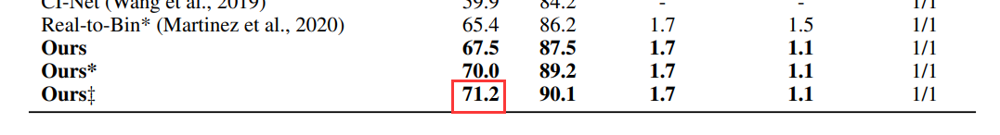 CI-Net (Wang et al., 2019) 59.9 84.2 - - 1/1
Real-to-Bin* (Martinez et al., 2020) 65.4 86.2 1.7 1.5 1/1
Ours 67.5 87.5 1.7 1.1 1/1
Ours* 70.0 89.2 1.7 1.1 1/1
Ours‡ 71.2 90.1 1.7 1.1 1/1